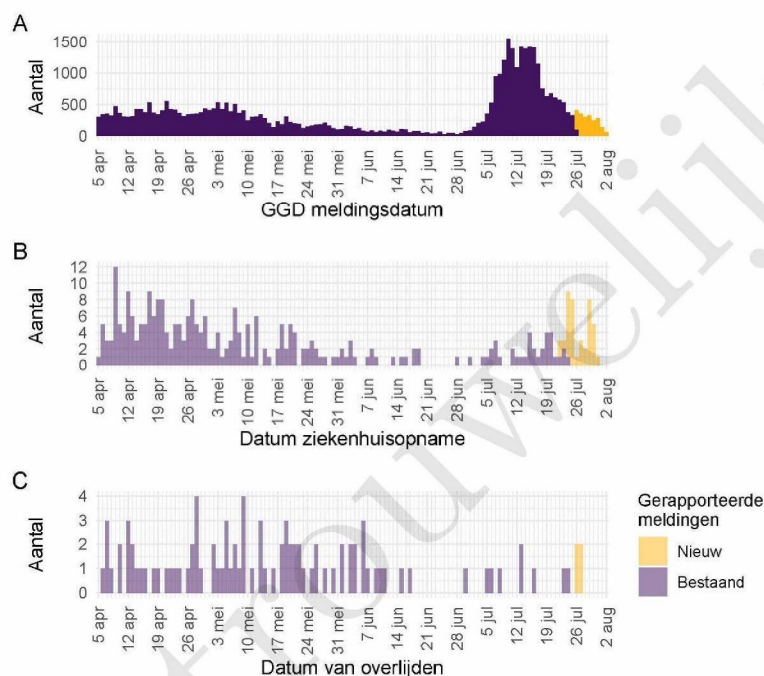 A
1500
1000
500
0
Aantal
5 apr
12 apr
19 apr
26 apr
3 mei
10 mei
17 mei
24 mei
31 mei
7 jun
14 jun
21 jun
28 jun
5 jul
12 jul
19 jul
26 jul
2 aug
GGD meldingsdatum
B
12
10
8
6
4
2
0
Aantal
5 apr
12 apr
19 apr
26 apr
3 mei
10 mei
17 mei
24 mei
31 mei
7 jun
14 jun
21 jun
28 jun
5 jul
12 jul
19 jul
26 jul
2 aug
Datum ziekenhuisopname
C
4
3
2
1
0
Aantal
5 apr
12 apr
19 apr
26 apr
3 mei
10 mei
17 mei
24 mei
31 mei
7 jun
14 jun
21 jun
28 jun
5 jul
12 jul
19 jul
26 jul
2 aug
Datum van overlijden
Gerapporteerde
meldingen
Nieuw
Bestaand